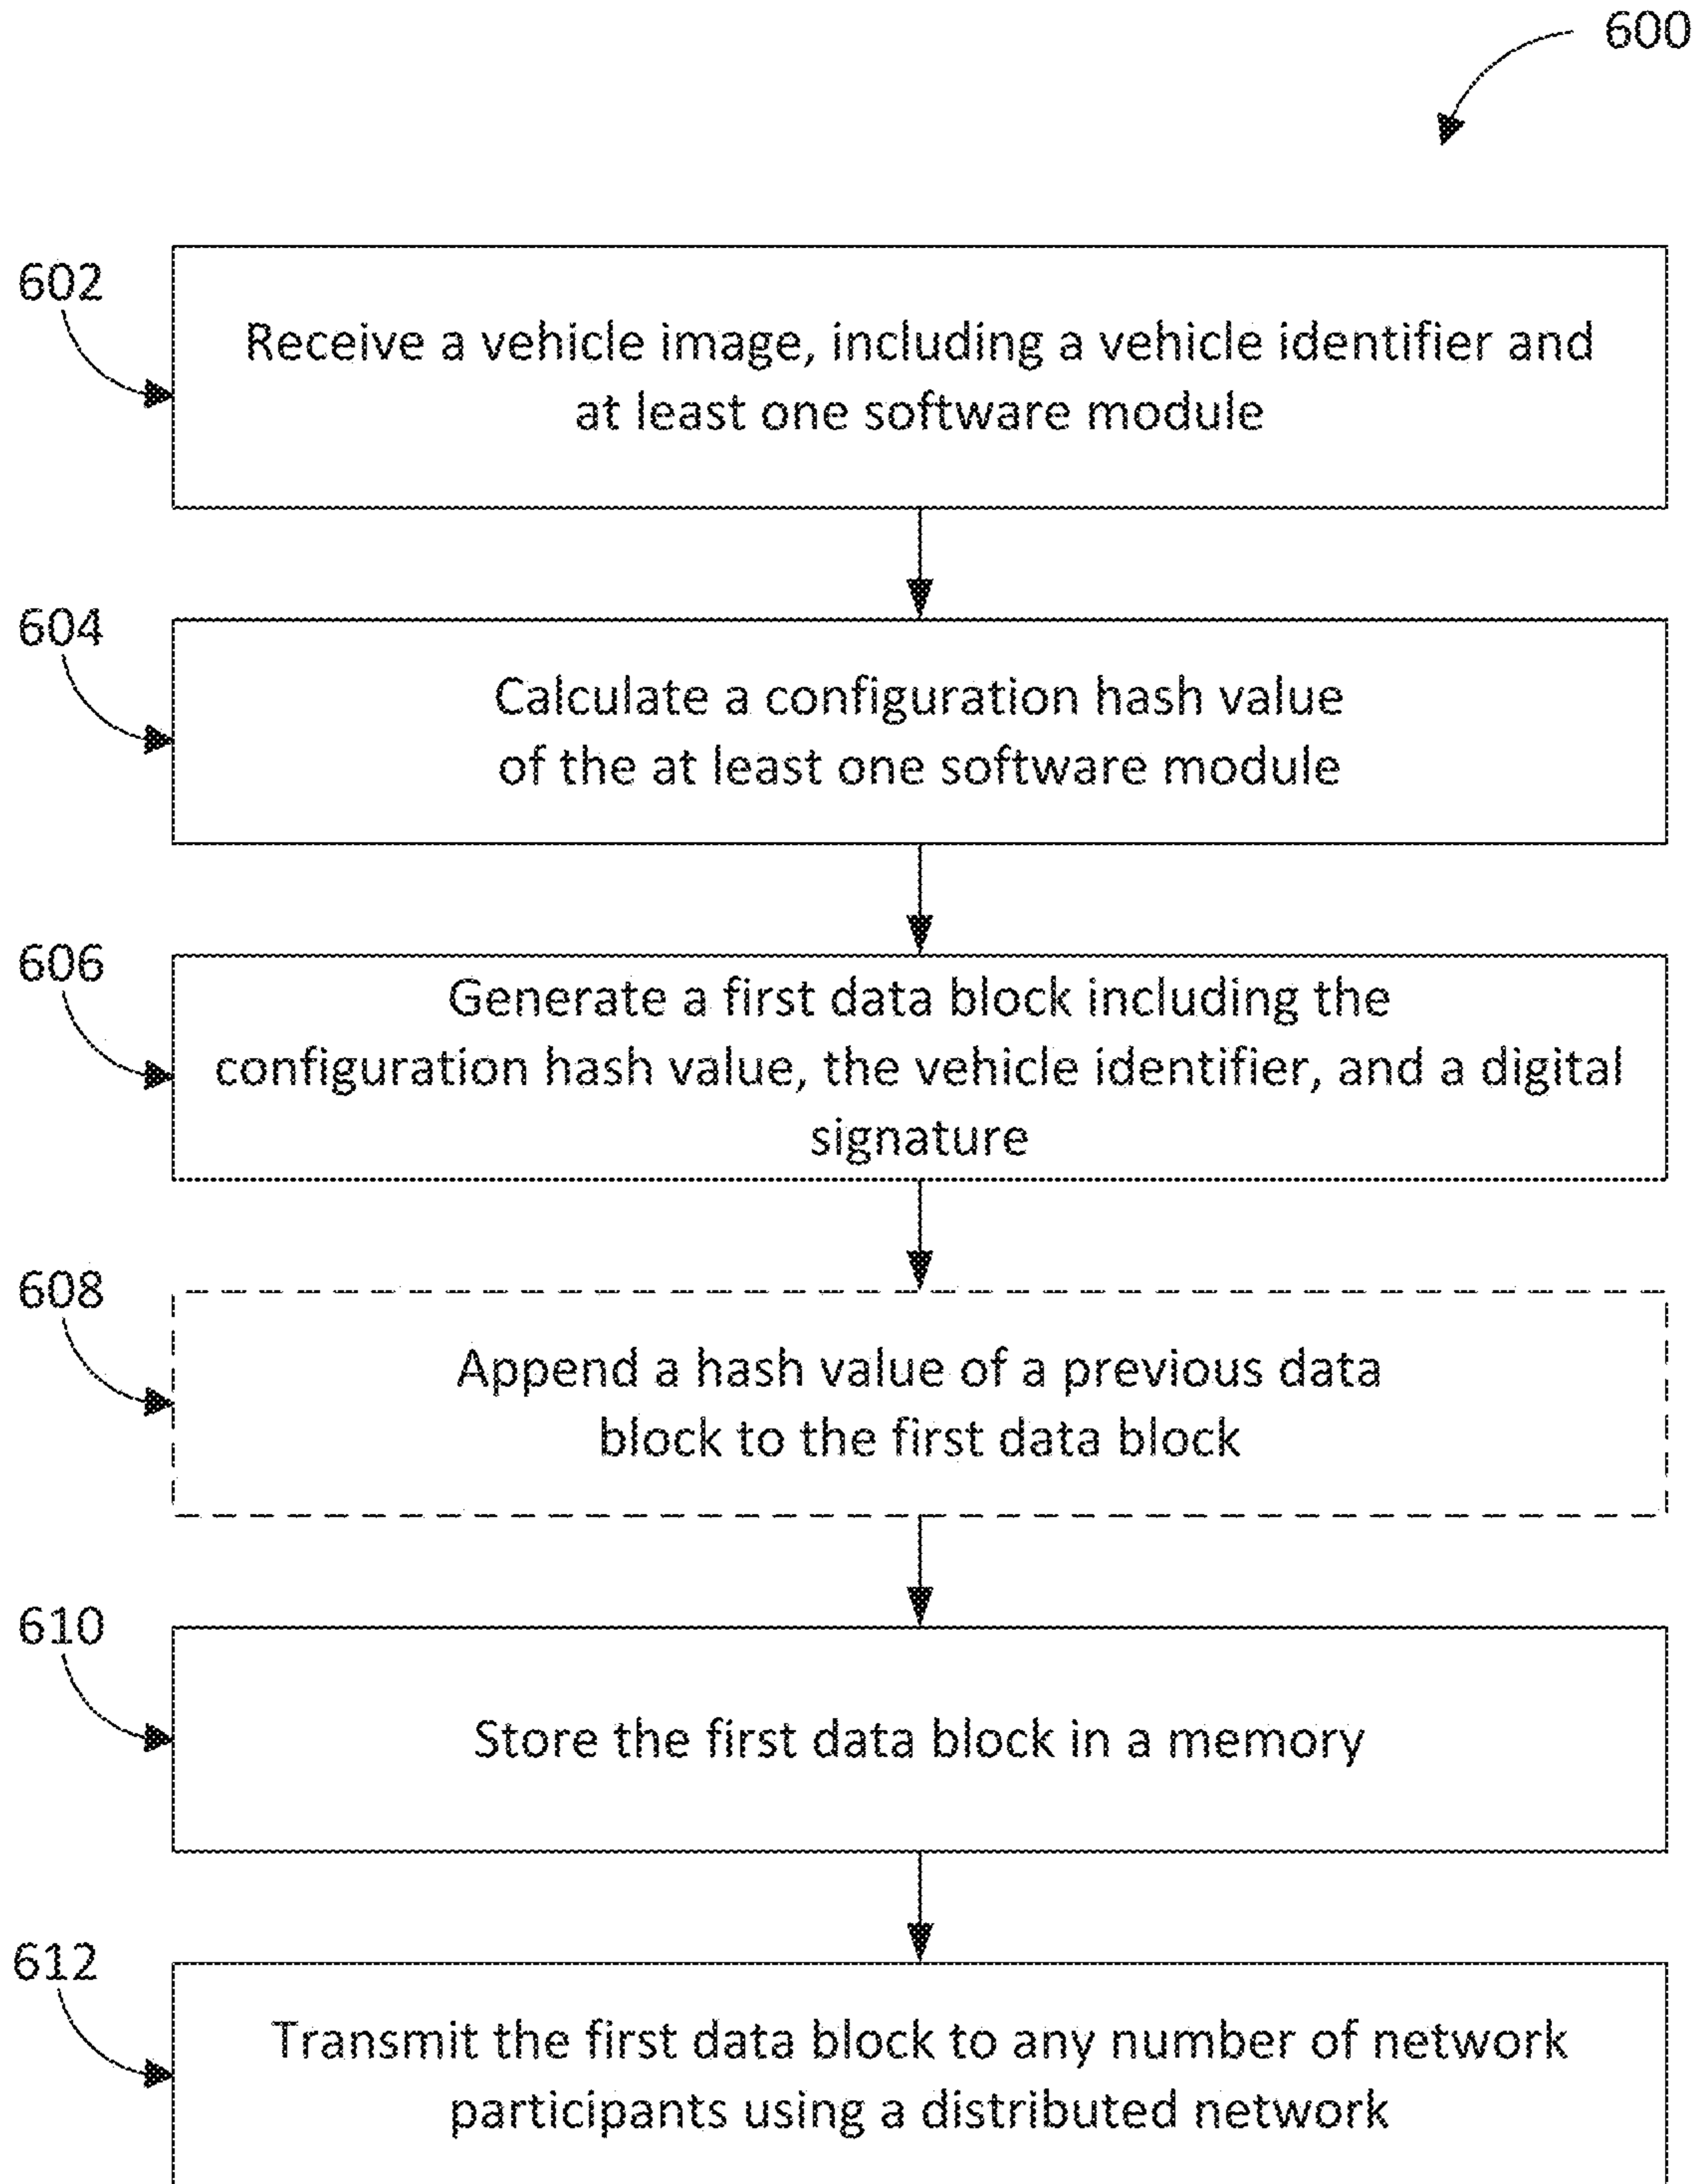 600
602
Receive a vehicle image, including a vehicle identifier and
at least one software module
604
Calculate a configuration hash value
of the at least one software module
606
Generate a first data block including the
configuration hash value, the vehicle identifier, and a digital
signature
608
Append a hash value of a previous data
block to the first data block
610
Store the first data block in a memory
612
Transmit the first data block to any number of network
participants using a distributed network